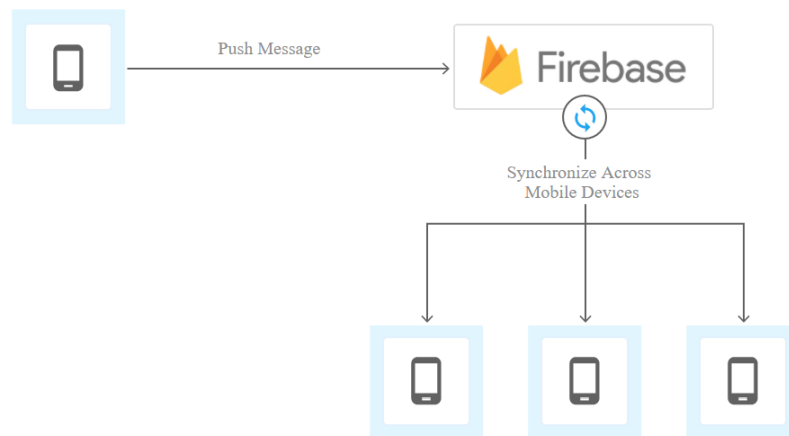 Push Message
Firebase
Synchronize Across
Mobile Devices